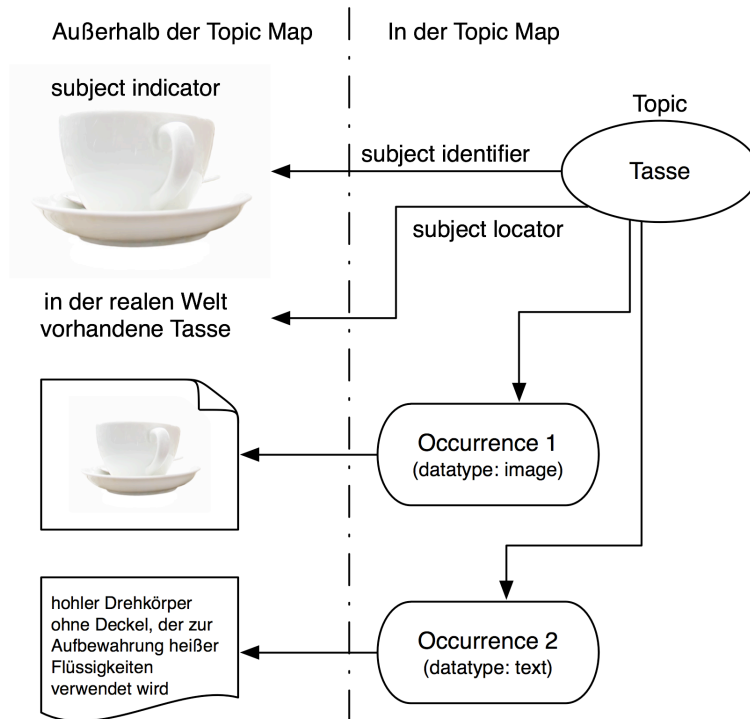 Außerhalb der Topic Map
In der Topic Map
subject indicator
Topic
subject identifier
Tasse
subject locator
in der realen Welt
vorhandene Tasse
Occurrence 1
(datatype: image)
hohler Drehkörper
ohne Deckel, der zur
Aufbewahrung heißer
Flüssigkeiten
verwendet wird
Occurrence 2
(datatype: text)